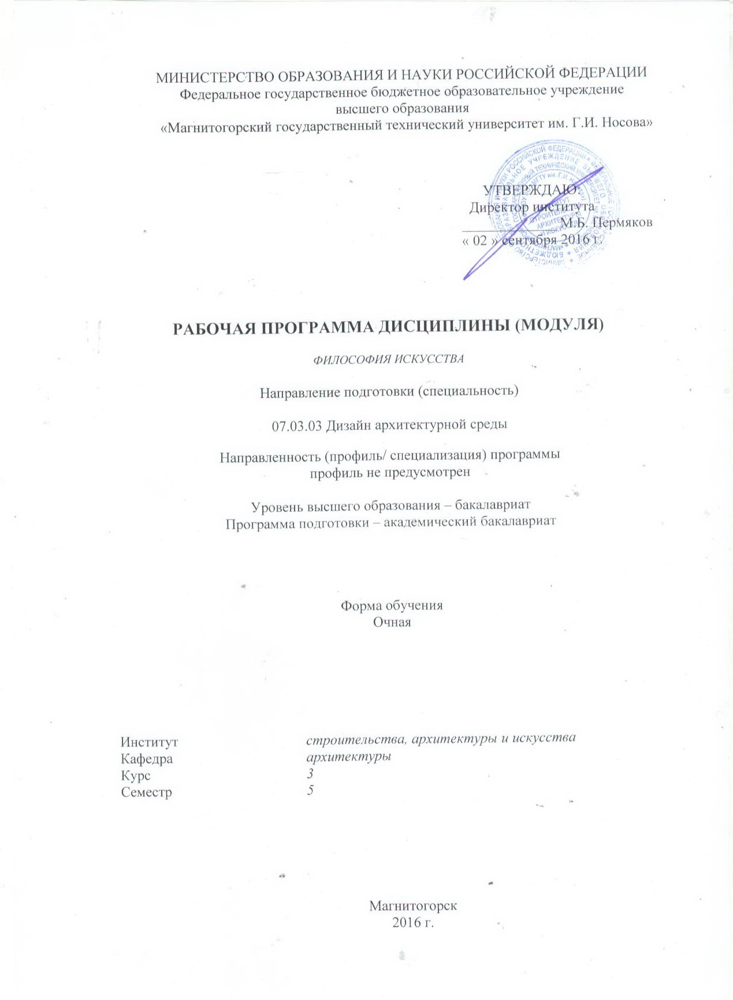 МИНИСТЕРСТВО ОБРАЗОВАНИЯ И НАУКИ РОССИЙСКОЙ ФЕДЕРАЦИИ
Федеральное государственное бюджетное образовательное учреждение
высшего образования
«Магнитогорский государственный технический университет им. Г.И. Носова»
УТВЕРЖДАЮ:
Директор института
М.Б. Пермяков
« 02 » сентября 2016 г.
РАБОЧАЯ ПРОГРАММА ДИСЦИПЛИНЫ (МОДУЛЯ)
ФИЛОСОФИЯ ИСКУССТВА
Направление подготовки (специальность)
07.03.03 Дизайн архитектурной среды
Направленность (профиль/ специализация) программы
профиль не предусмотрен
Уровень высшего образования – бакалавриат
Программа подготовки – академический бакалавриат
Форма обучения
Очная
Институт строительства, архитектуры и искусства
Кафедра архитектуры
Курс 3
Семестр 5
Магнитогорск
2016 г.